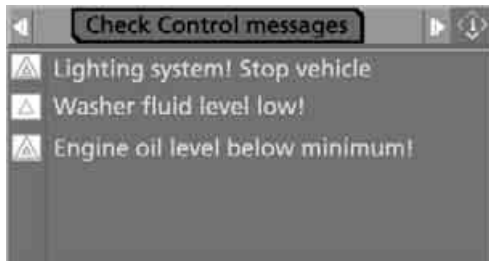 Check Control messages
Lighting system! Stop vehicle
Washer fluid level low!
Engine oil level below minimum!